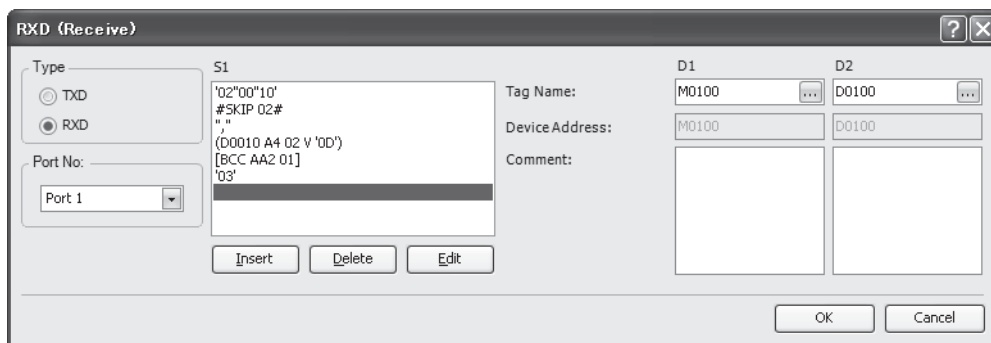 RXD (Receive)
Type
TXD
RXD
Port No:
Port 1
S1
'02''00''10'
#SKIP 02#
","
(D0010 A4 02 V '0D')
[BCC AA2 01]
'03'
Insert Delete Edit
D1 D2
Tag Name: M0100 ... D0100 ...
Device Address: M0100 D0100
Comment:
OK Cancel